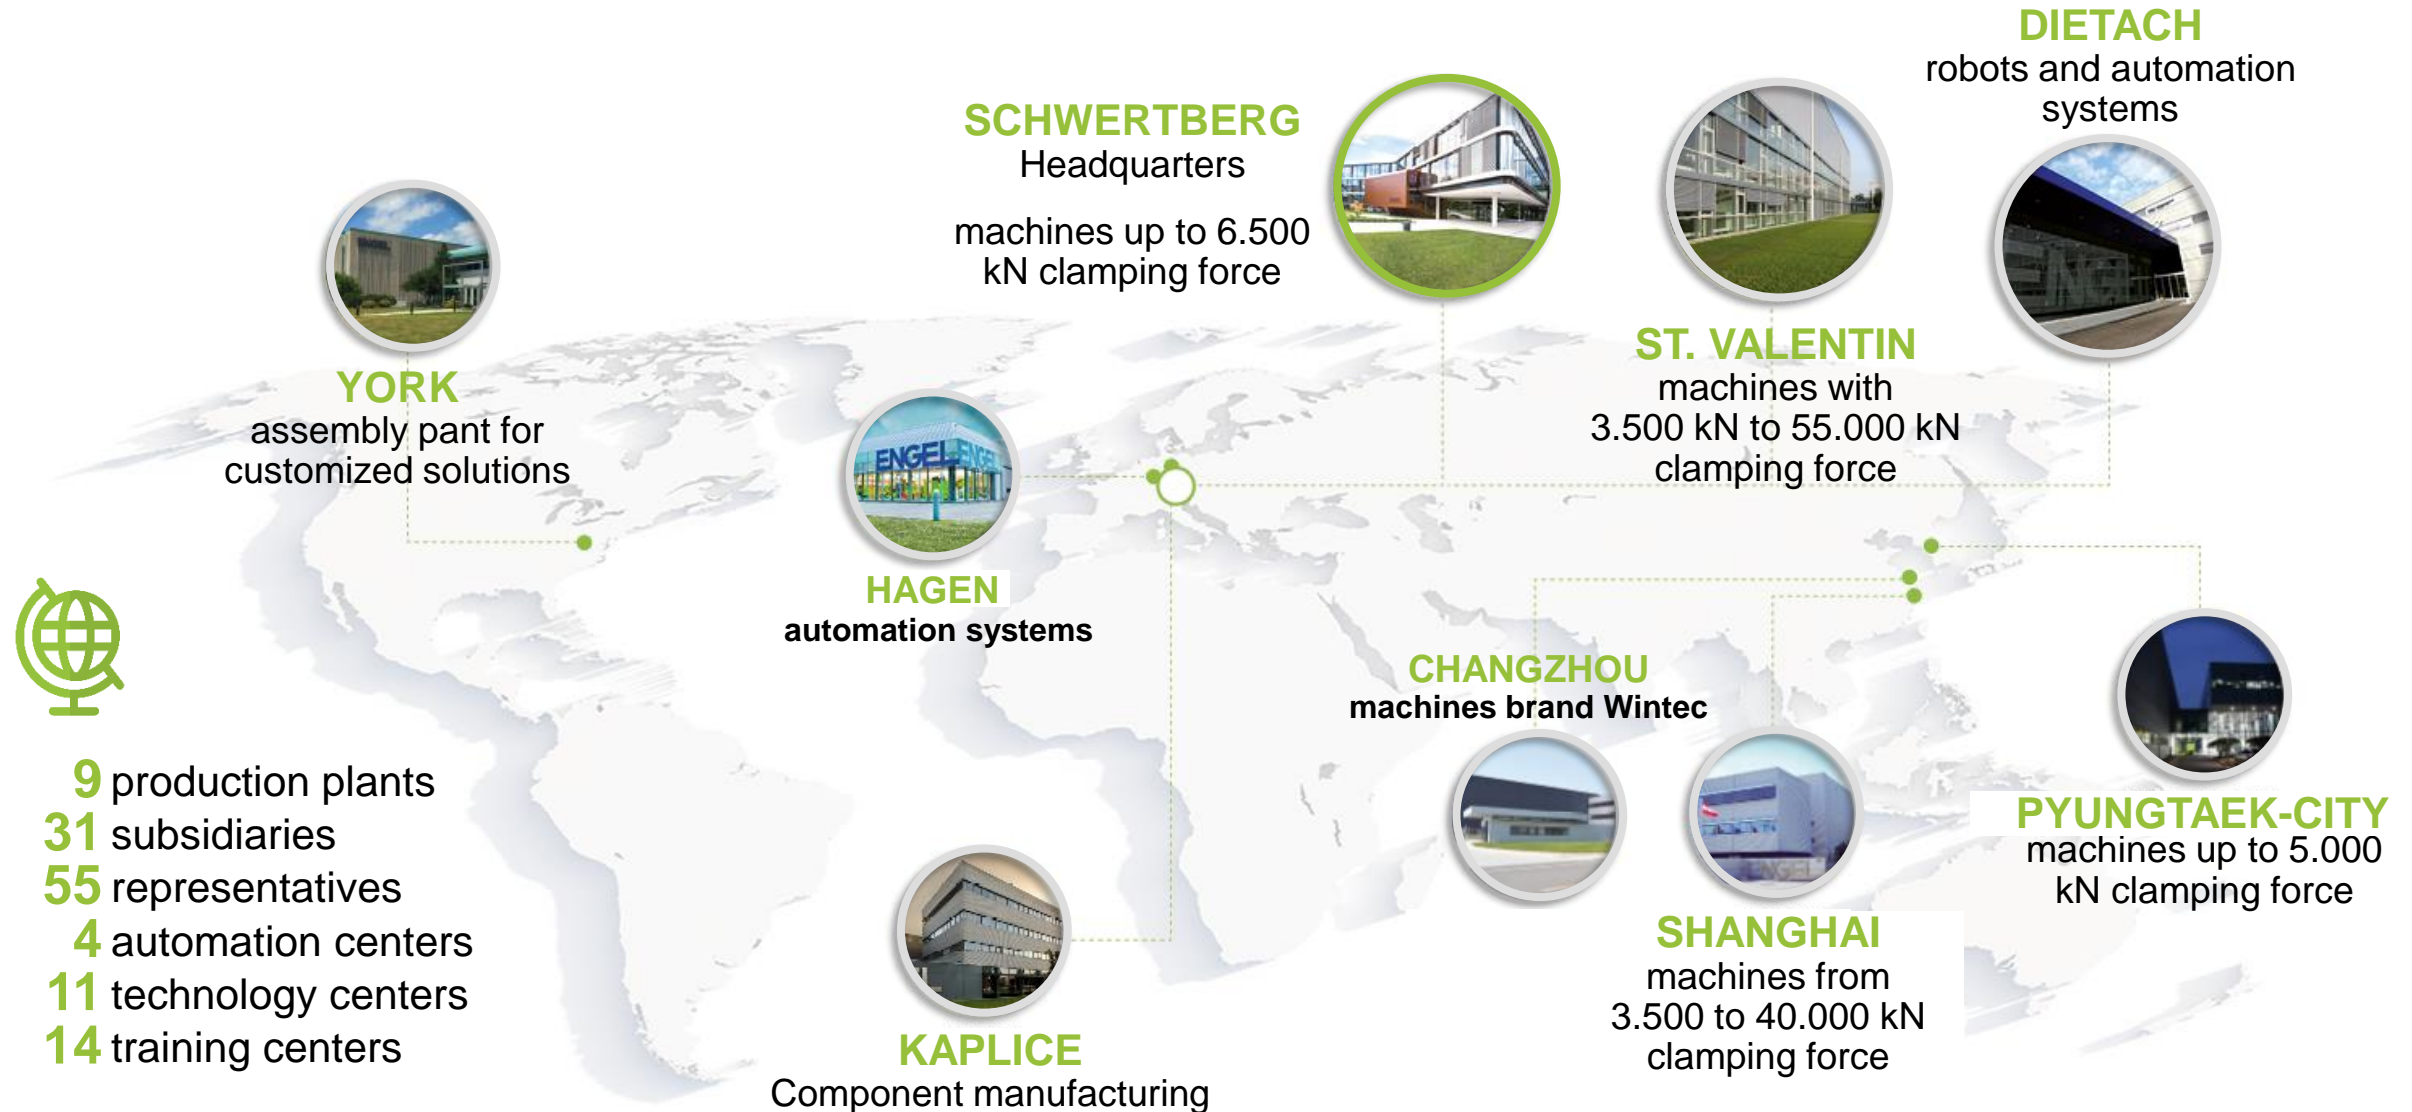 DIETACH
robots and automation
systems
SCHWERTBERG
Headquarters
machines up to 6.500
kN clamping force
ENGEL
ST. VALENTIN
machines with
3.500 kN to 55.000 kN
clamping force
YORK
assembly pant for
customized solutions
ENGEL ENGEL
HAGEN
automation systems
CHANGZHOU
machines brand Wintec
9 production plants
31 subsidiaries
55 representatives
4 automation centers
11 technology centers
14 training centers
PYUNGTAEK-CITY
machines up to 5.000
kN clamping force
SHANGHAI
machines from
3.500 to 40.000 kN
clamping force
KAPLICE
Component manufacturing